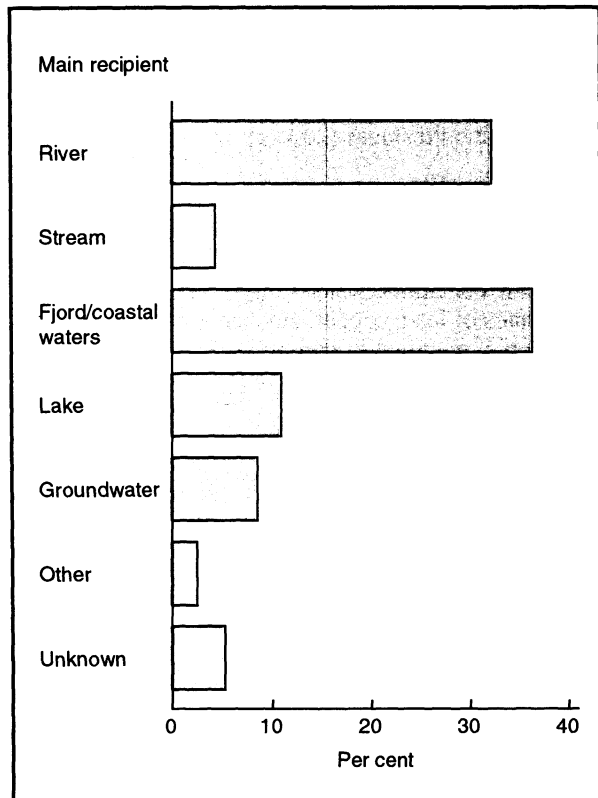 Main recipient
River
Stream
Fjord/coastal
waters
Lake
Groundwater
Other
Unknown
0 10 20 30 40
Per cent